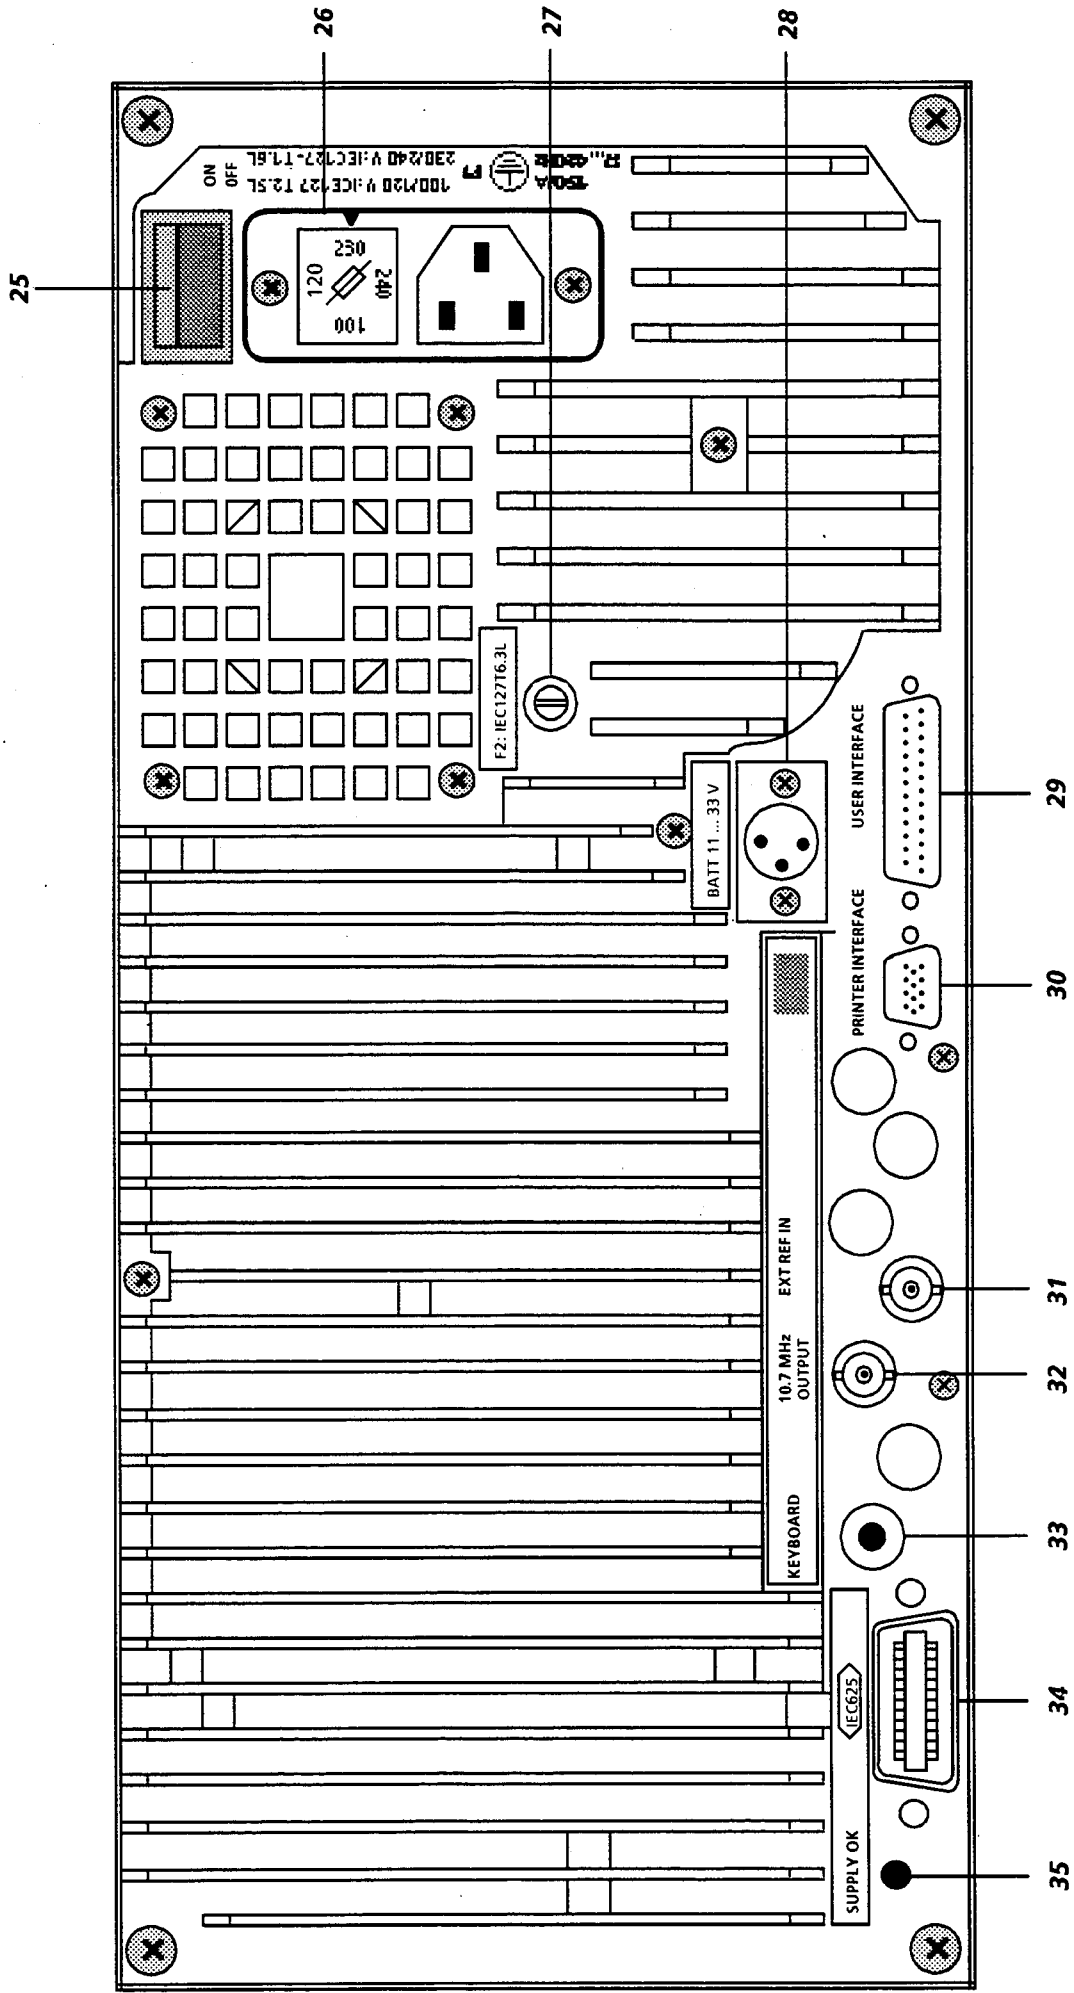 25
26
27
28
ON
OFF
100/120 V:ICE127 T2.5L
230/240 V:IEC127-T1.6L
120
230
240
100
F2: IEC127T6.3L
BATT 11 ... 33 V
USER INTERFACE
PRINTER INTERFACE
EXT REF IN
10.7 MHz
OUTPUT
KEYBOARD
IEC625
SUPPLY OK
29
30
31
32
33
34
35